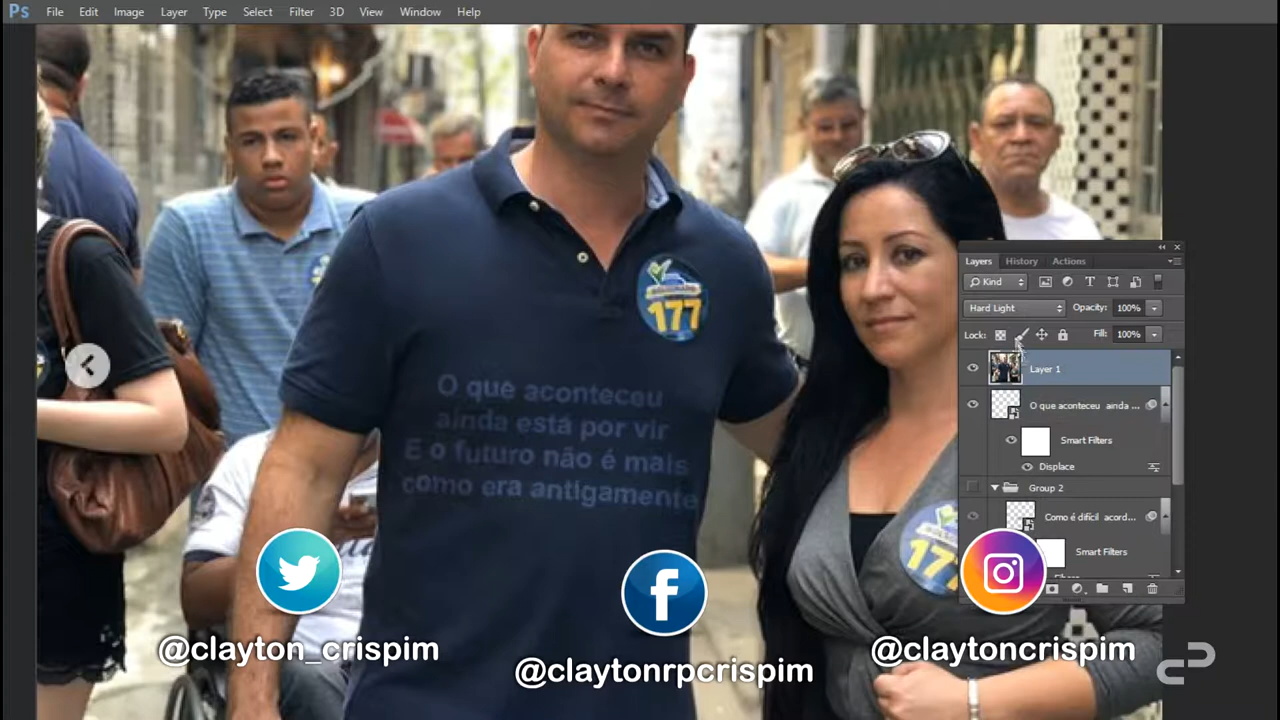 Ps File Edit Image Layer Type Select Filter 3D View Window Help
177
O que aconteceu
ainda está por vir
E o futuro não é mais
como era antigamente
Layers History Actions
Kind
Hard Light Opacity: 100%
Lock: Fill: 100%
Layer 1
O que aconteceu ainda ...
Smart Filters
Displace
Group 2
Como é difícil acord...
Smart Filters
177
@clayton_crispim
@claytonrpcrispim
@claytoncrispim